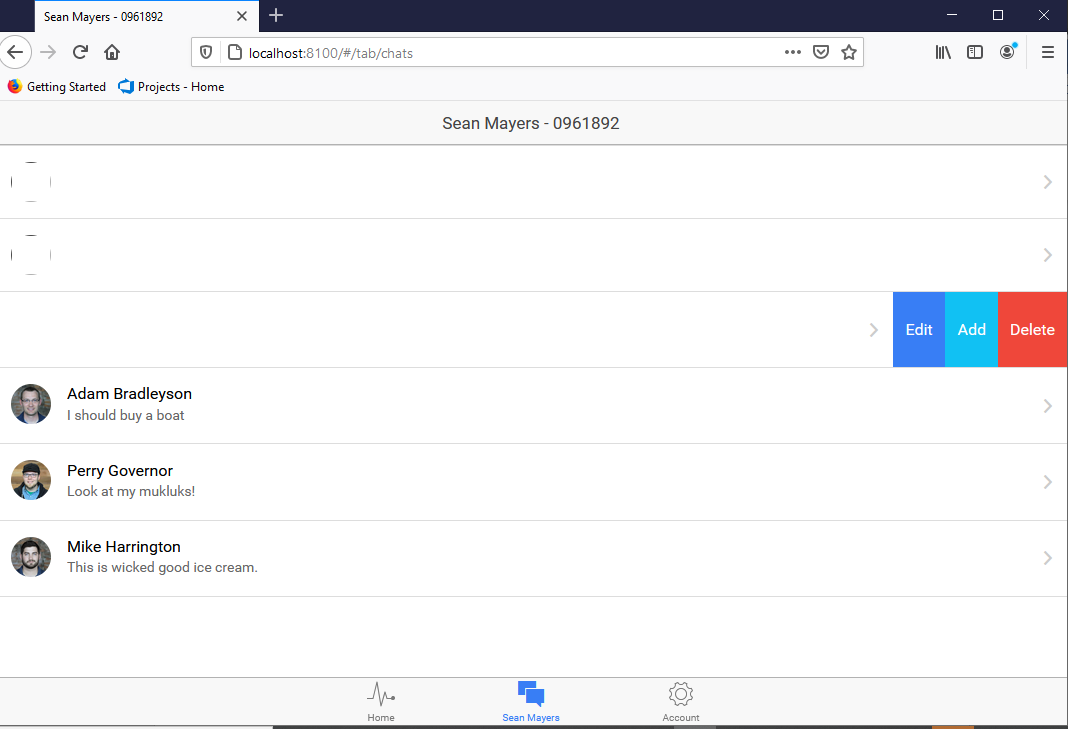 Sean Mayers - 0961892
localhost:8100/#/tab/chats
Getting Started Projects - Home
Sean Mayers - 0961892
Edit Add Delete
Adam Bradleyson
I should buy a boat
Perry Governor
Look at my mukluks!
Mike Harrington
This is wicked good ice cream.
Home Sean Mayers Account